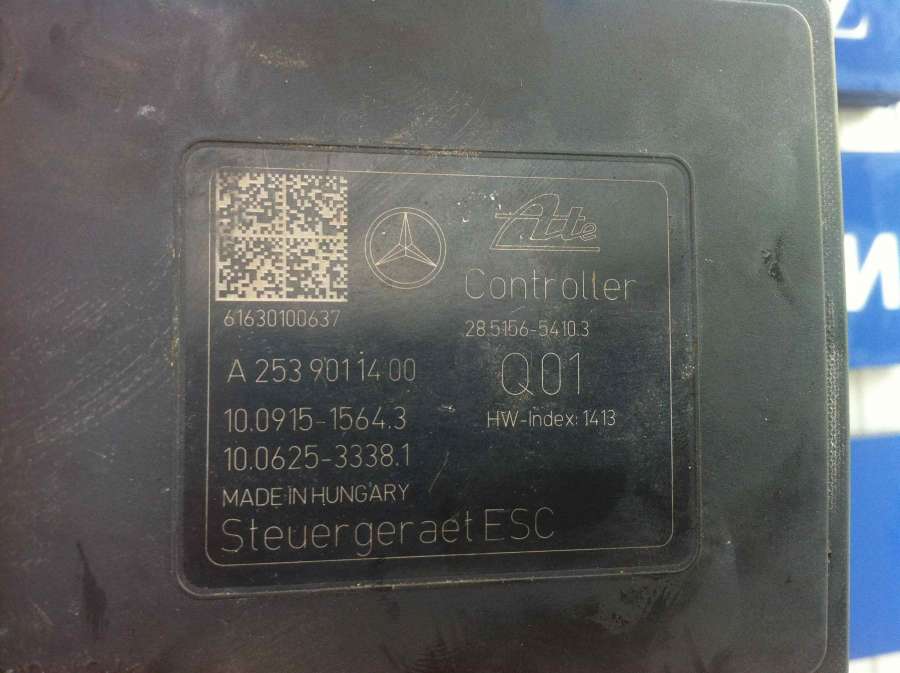 Ate
Controller
61630100637
28.5156-5410.3
A 253 901 14 00
Q01
10.0915-1564.3
HW-Index: 1413
10.0625-3338.1
MADE IN HUNGARY
Steuergeraet ESC